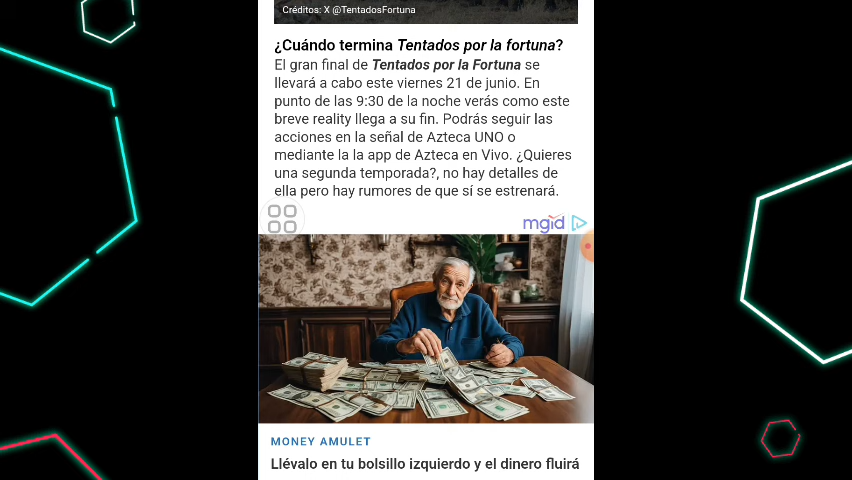 Créditos: X @TentadosFortuna
¿Cuándo termina Tentados por la fortuna?
El gran final de Tentados por la Fortuna se
llevará a cabo este viernes 21 de junio. En
punto de las 9:30 de la noche verás como este
breve reality llega a su fin. Podrás seguir las
acciones en la señal de Azteca UNO o
mediante la la app de Azteca en Vivo. ¿Quieres
una segunda temporada?, no hay detalles de
ella pero hay rumores de que sí se estrenará.
mgid
MONEY AMULET
Llévalo en tu bolsillo izquierdo y el dinero fluirá